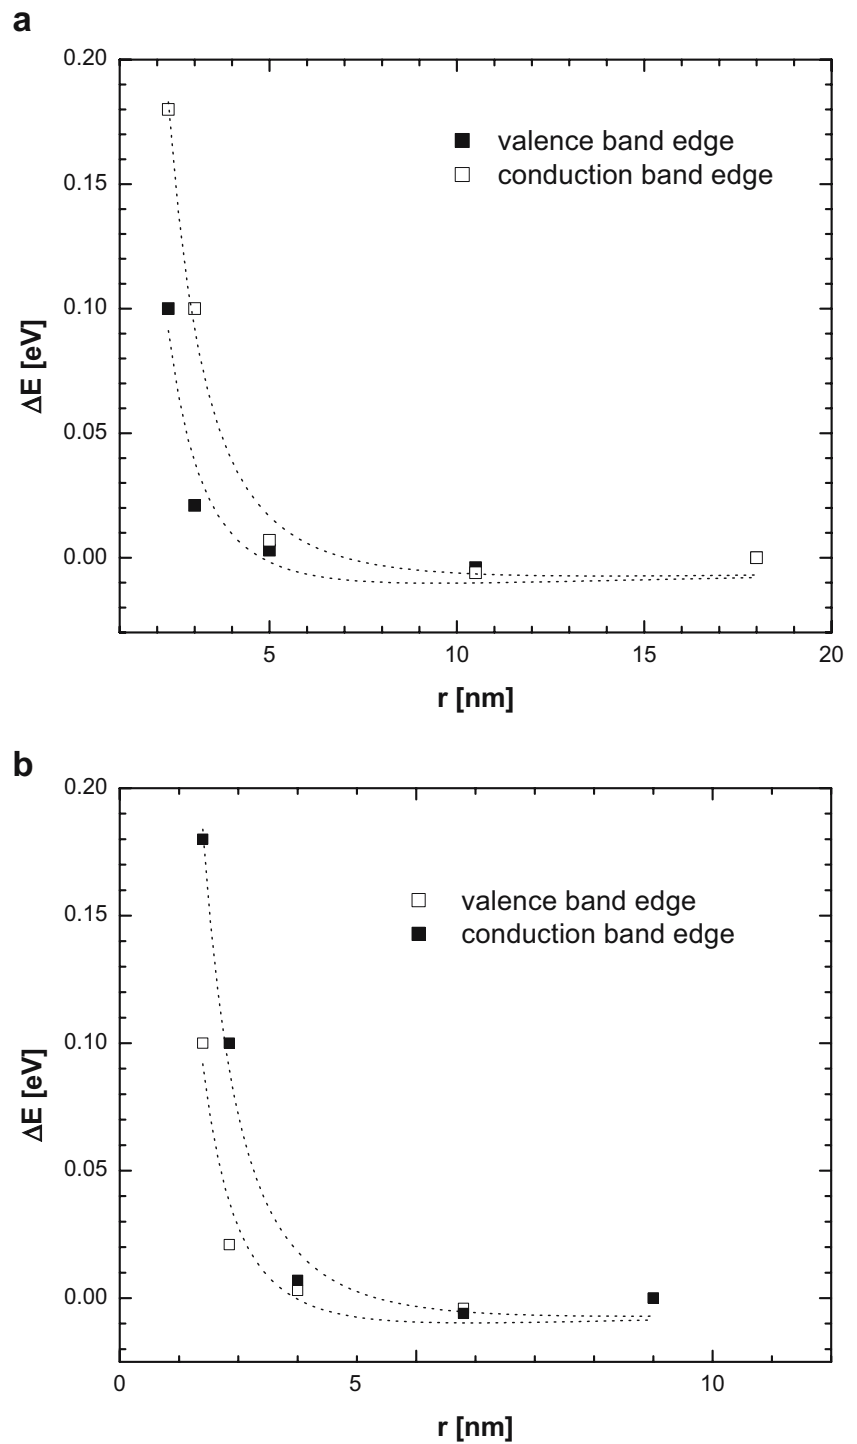 a
0.20
valence band edge
conduction band edge
0.15
0.10
ΔE [eV]
0.05
0.00
5 10 15 20
r [nm]
b
0.20
valence band edge
conduction band edge
0.15
0.10
ΔE [eV]
0.05
0.00
0 5 10
r [nm]